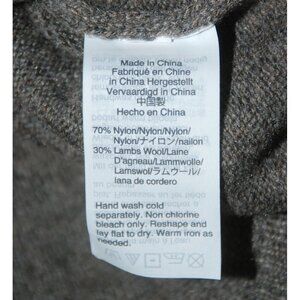 Made in China
Fabriqué en Chine
in China Hergestellt
Vervaardigd in China
中国製
Hecho en China
70% Nylon/Nylon/Nylon/
Nylon/ナイロン/nailon
30% Lambs Wool/Laine
D'agneau/Lammwolle/
Lamswol/ラムウール/
lana de cordero
Hand wash cold
separately. Non chlorine
bleach only. Reshape and
lay flat to dry. Warm iron as
needed.